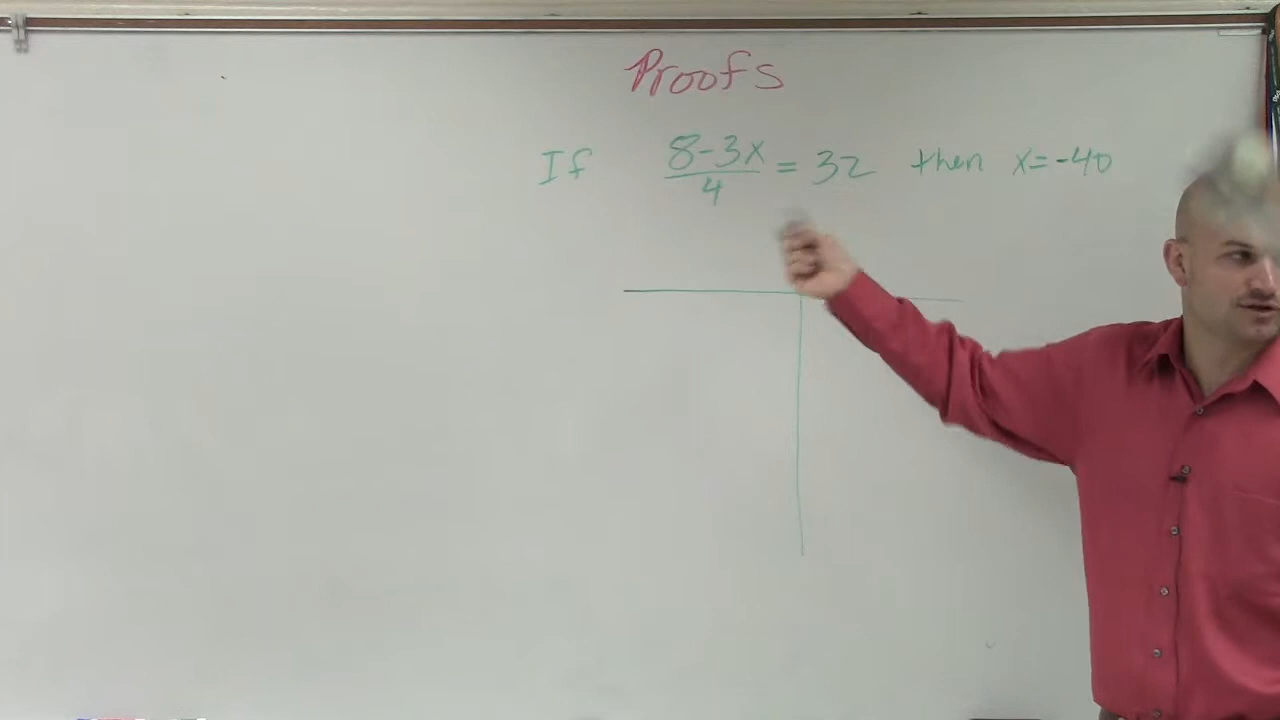 Proofs
If (8-3x)/4 = 32 then x=-40